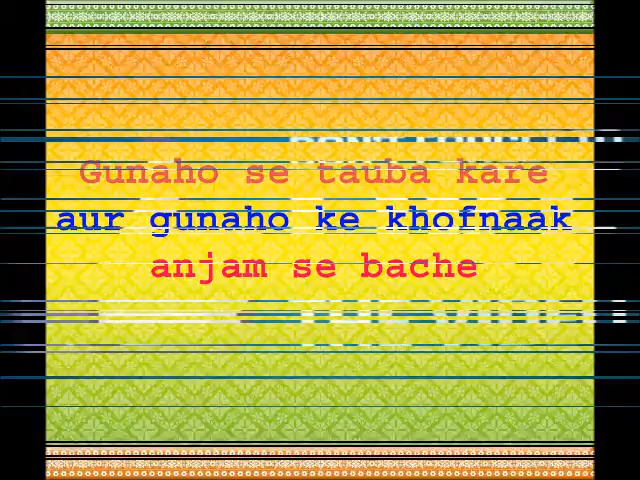 Gunaho se tauba kare
aur gunaho ke khofnaak
anjam se bache